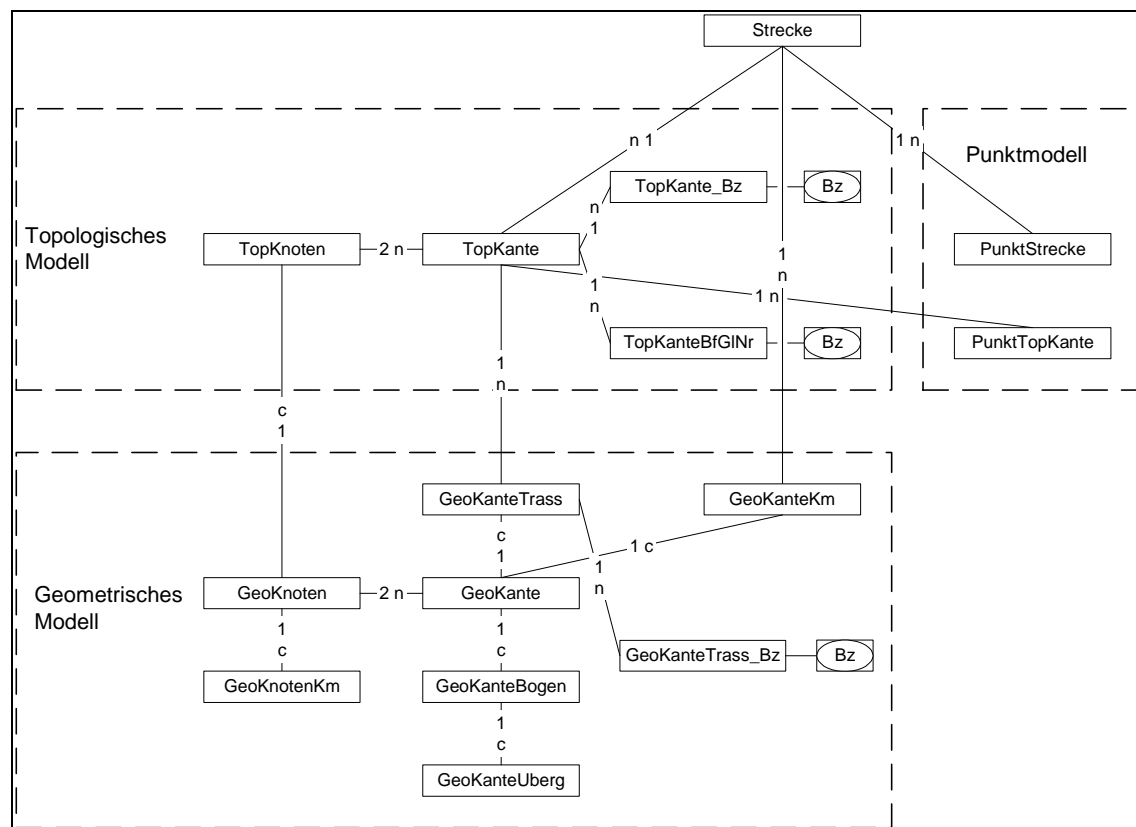 Strecke
n 1
1 n
Punktmodell
TopKante_Bz
Bz
n
1
Topologisches
Modell
TopKnoten
2 n
TopKante
1
n
PunktStrecke
1
n
1 n
TopKanteBfGlNr
Bz
PunktTopKante
1
n
c
1
GeoKanteTrass
GeoKanteKm
c
1
1 c
1
n
Geometrisches
Modell
GeoKnoten
2 n
GeoKante
1
c
1
c
GeoKanteTrass_Bz
Bz
GeoKnotenKm
GeoKanteBogen
1
c
GeoKanteUberg